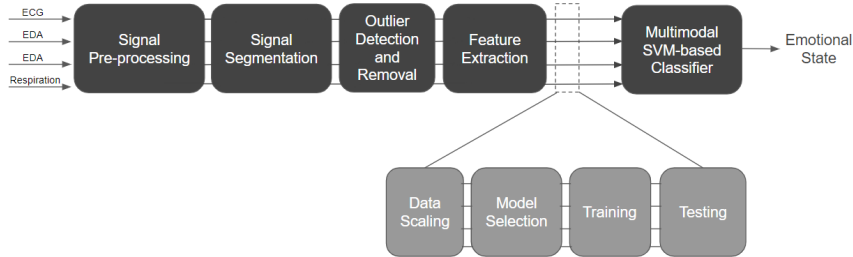 ECG
EDA
EDA
Respiration
Signal
Pre-processing
Signal
Segmentation
Outlier
Detection
and
Removal
Feature
Extraction
Multimodal
SVM-based
Classifier
Emotional
State
Data
Scaling
Model
Selection
Training
Testing